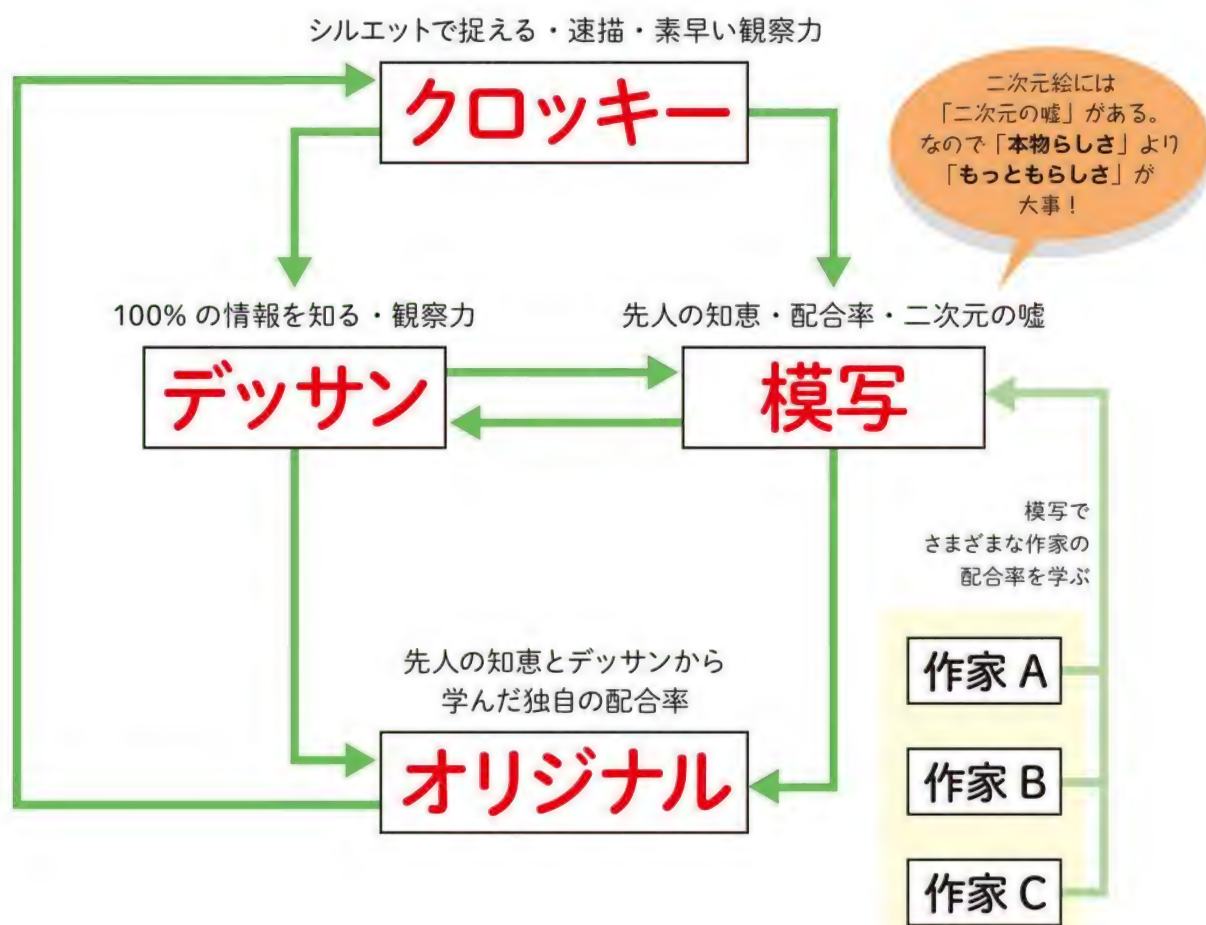 シルエットで捉える・速描・素早い観察力
クロッキー
二次元絵には
「二次元の嘘」がある。
なので「本物らしさ」より
「もっともらしさ」が
大事！
100% の情報を知る・観察力
先人の知恵・配合率・二次元の嘘
デッサン
模写
模写で
さまざまな作家の
配合率を学ぶ
先人の知恵とデッサンから
学んだ独自の配合率
オリジナル
作家 A
作家 B
作家 C